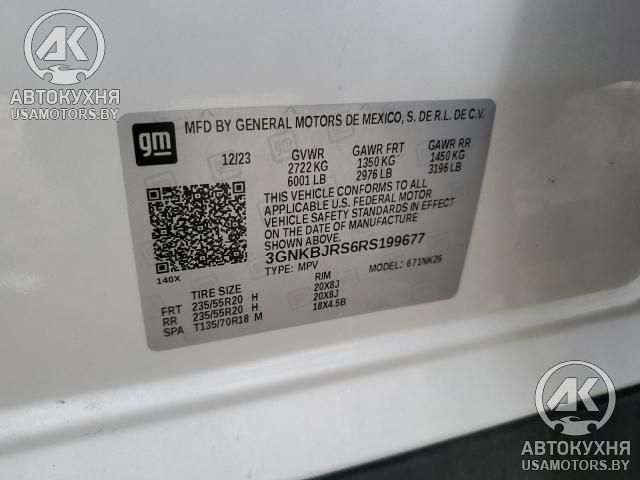 AK
АВТОКУХНЯ
USAMOTORS.BY
gm
MFD BY GENERAL MOTORS DE MEXICO, S. DE R.L. DE C.V.
12/23 GVWR GAWR FRT GAWR RR
2722 KG 1350 KG 1450 KG
6001 LB 2976 LB 3196 LB
THIS VEHICLE CONFORMS TO ALL
APPLICABLE U.S. FEDERAL MOTOR
VEHICLE SAFETY STANDARDS IN EFFECT
ON THE DATE OF MANUFACTURE
SHOWN ABOVE.
3GNKBJRS6RS199677
TYPE: MPV MODEL: 671NK26
140X
TIRE SIZE RIM
FRT 235/55R20 H 20X8J
RR 235/55R20 H 20X8J
SPA T135/70R18 M 18X4.5B
AK
АВТОКУХНЯ
USAMOTORS.BY